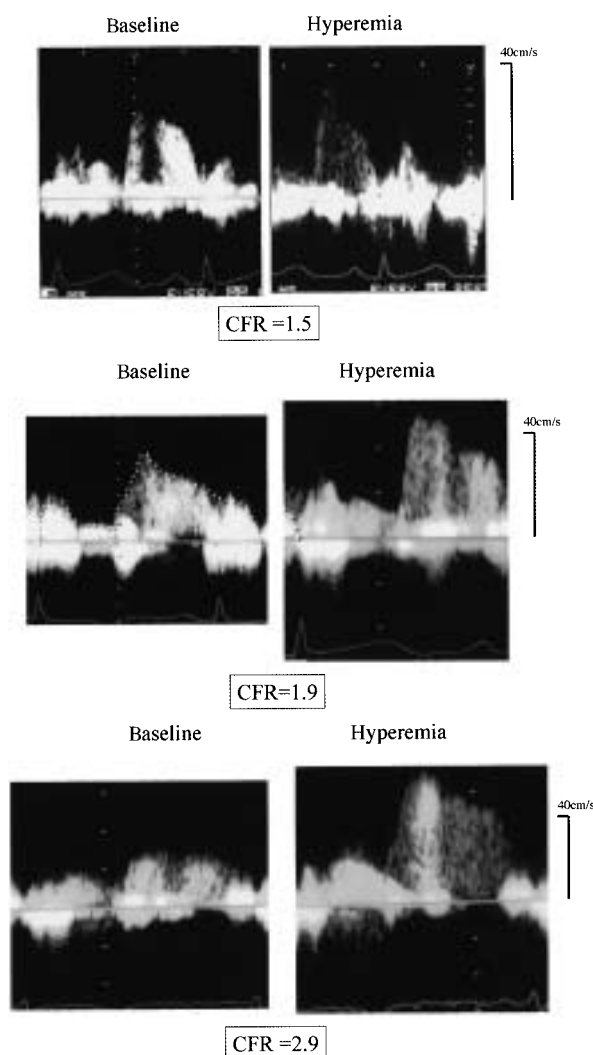 Baseline Hyperemia
40cm/s
CFR =1.5
Baseline Hyperemia
40cm/s
CFR=1.9
Baseline Hyperemia
40cm/s
CFR =2.9